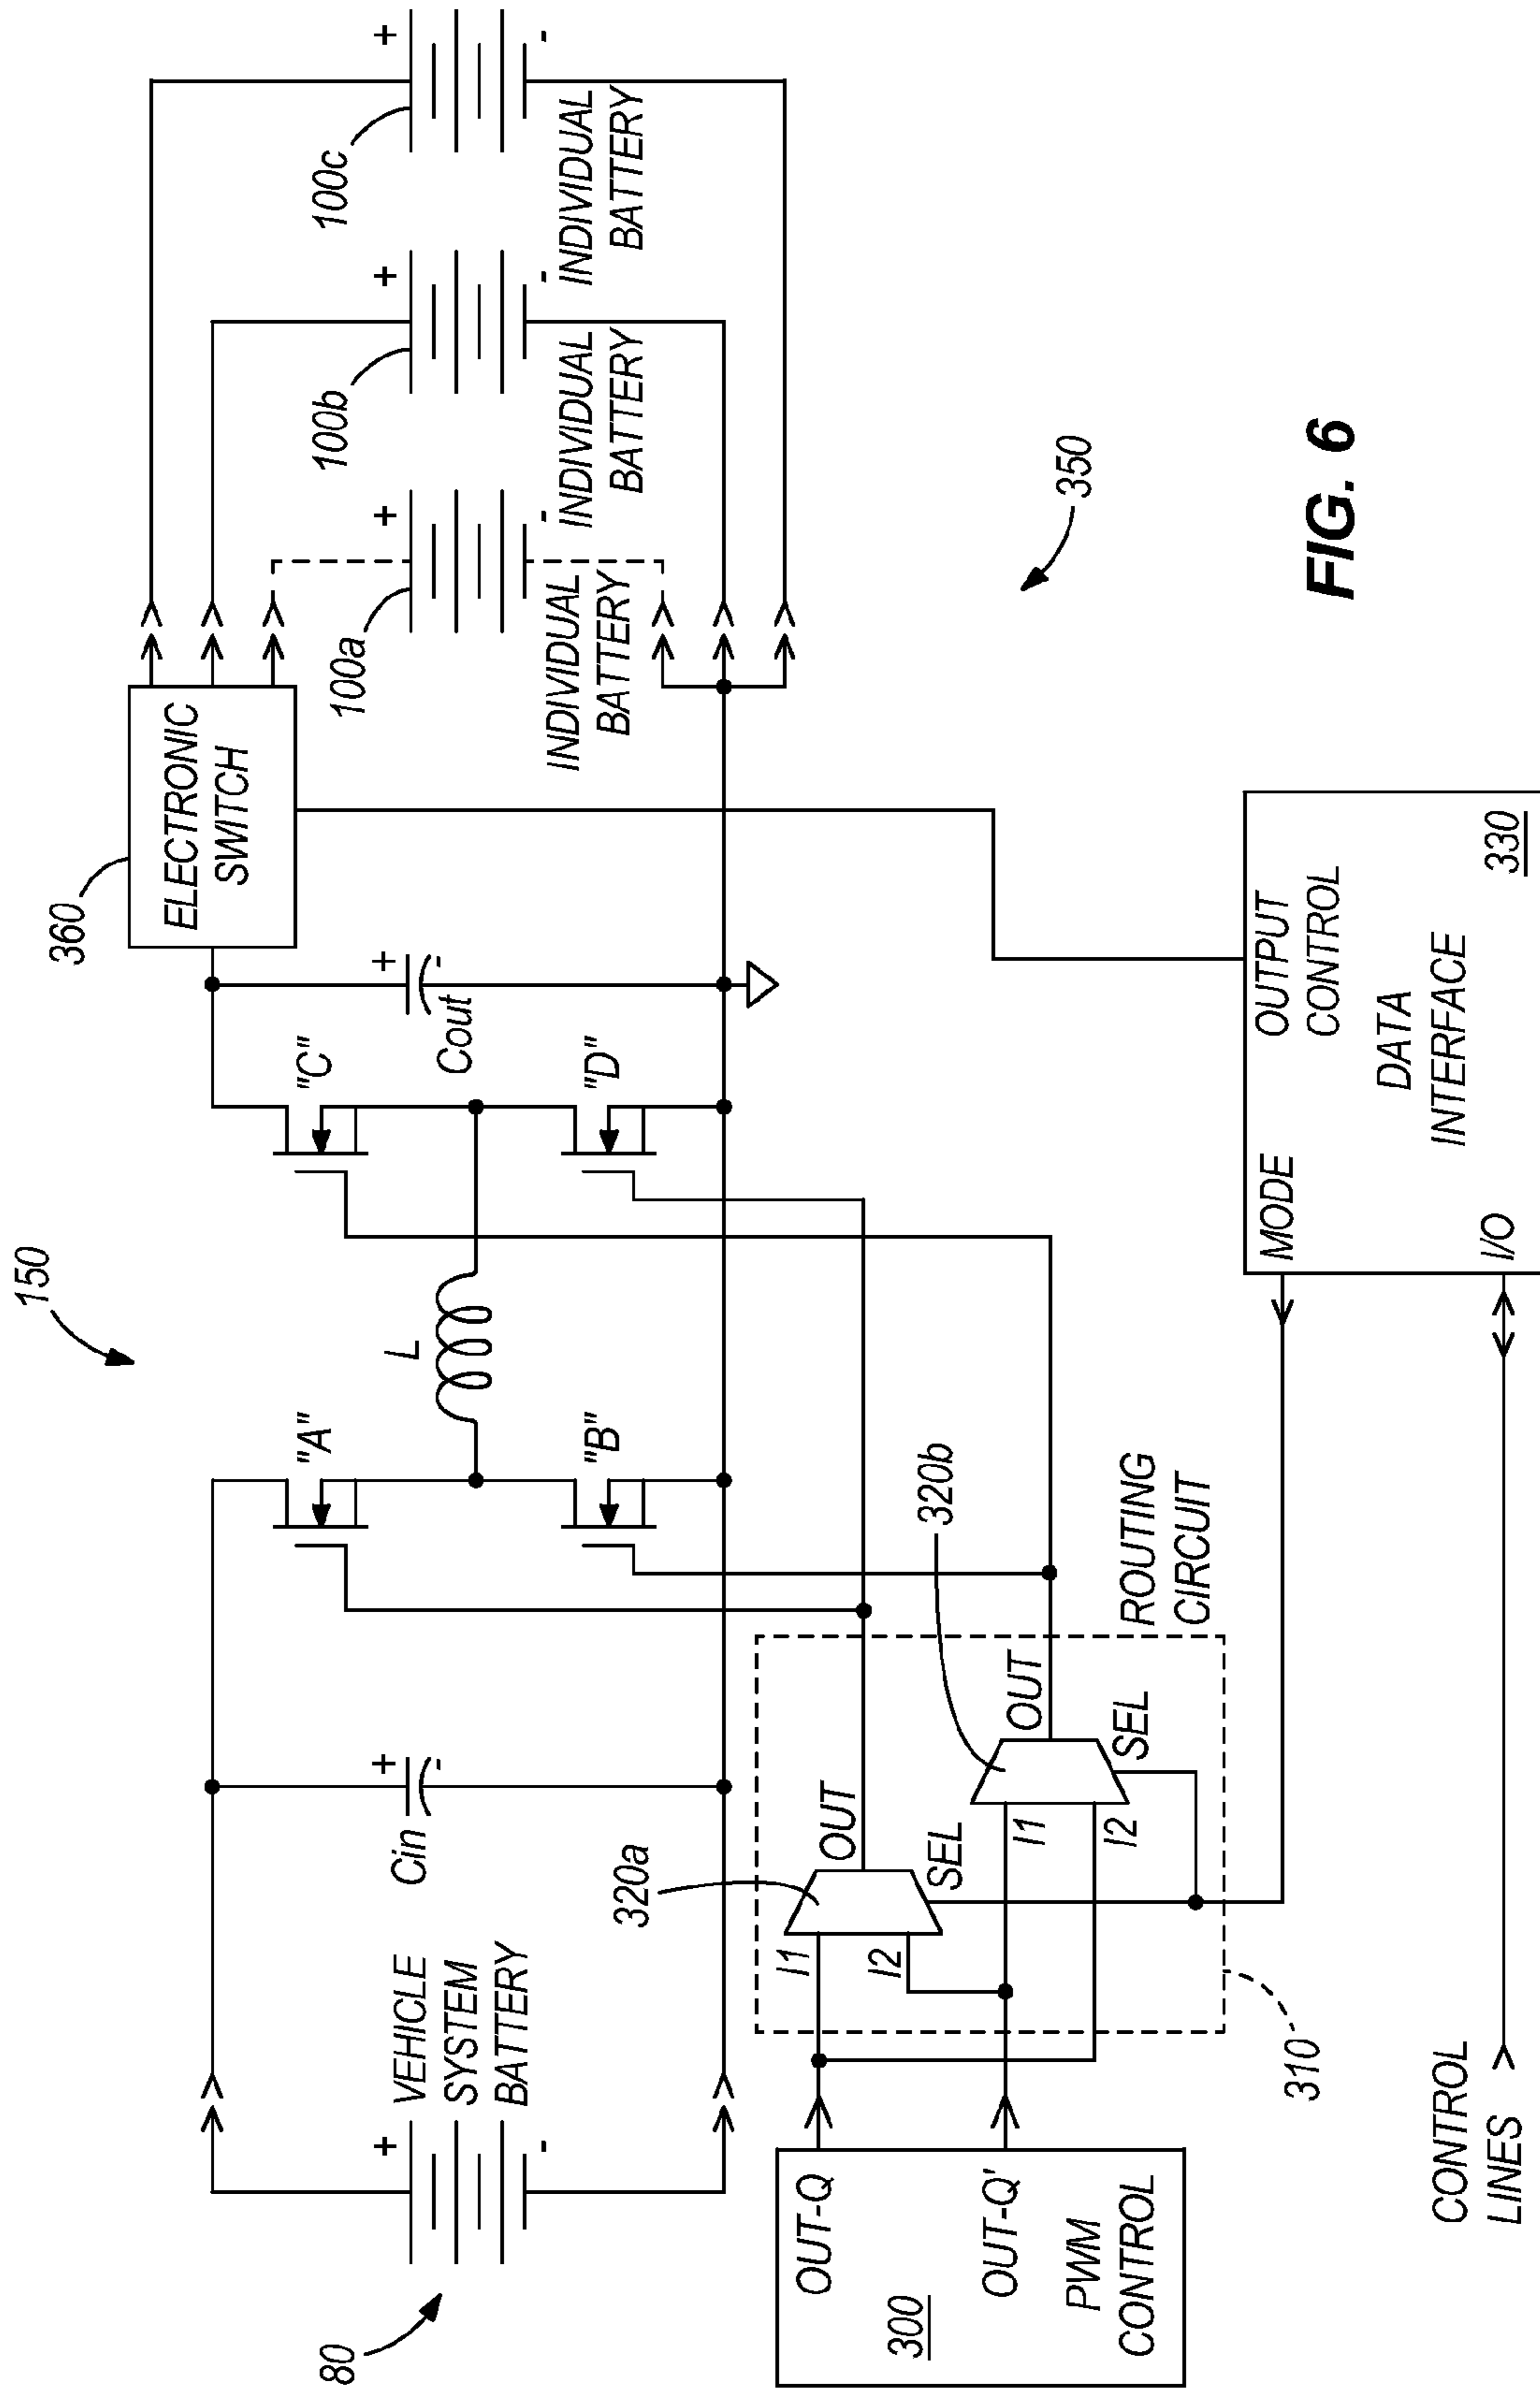 150
360
ELECTRONIC
SWITCH
"A"
"B"
"C"
"D"
L
+
-
Cin
+
-
Cout
80
+
-
VEHICLE
SYSTEM
BATTERY
100a
+
-
INDIVIDUAL
BATTERY
100b
+
-
INDIVIDUAL
BATTERY
100c
+
-
INDIVIDUAL
BATTERY
320a
I1
I2
OUT
SEL
320b
I1
I2
OUT
SEL
ROUTING
CIRCUIT
310
OUT-Q
300
OUT-Q'
PWM
CONTROL
MODE
OUTPUT
CONTROL
DATA
INTERFACE
I/O
330
CONTROL
LINES
350
FIG. 6